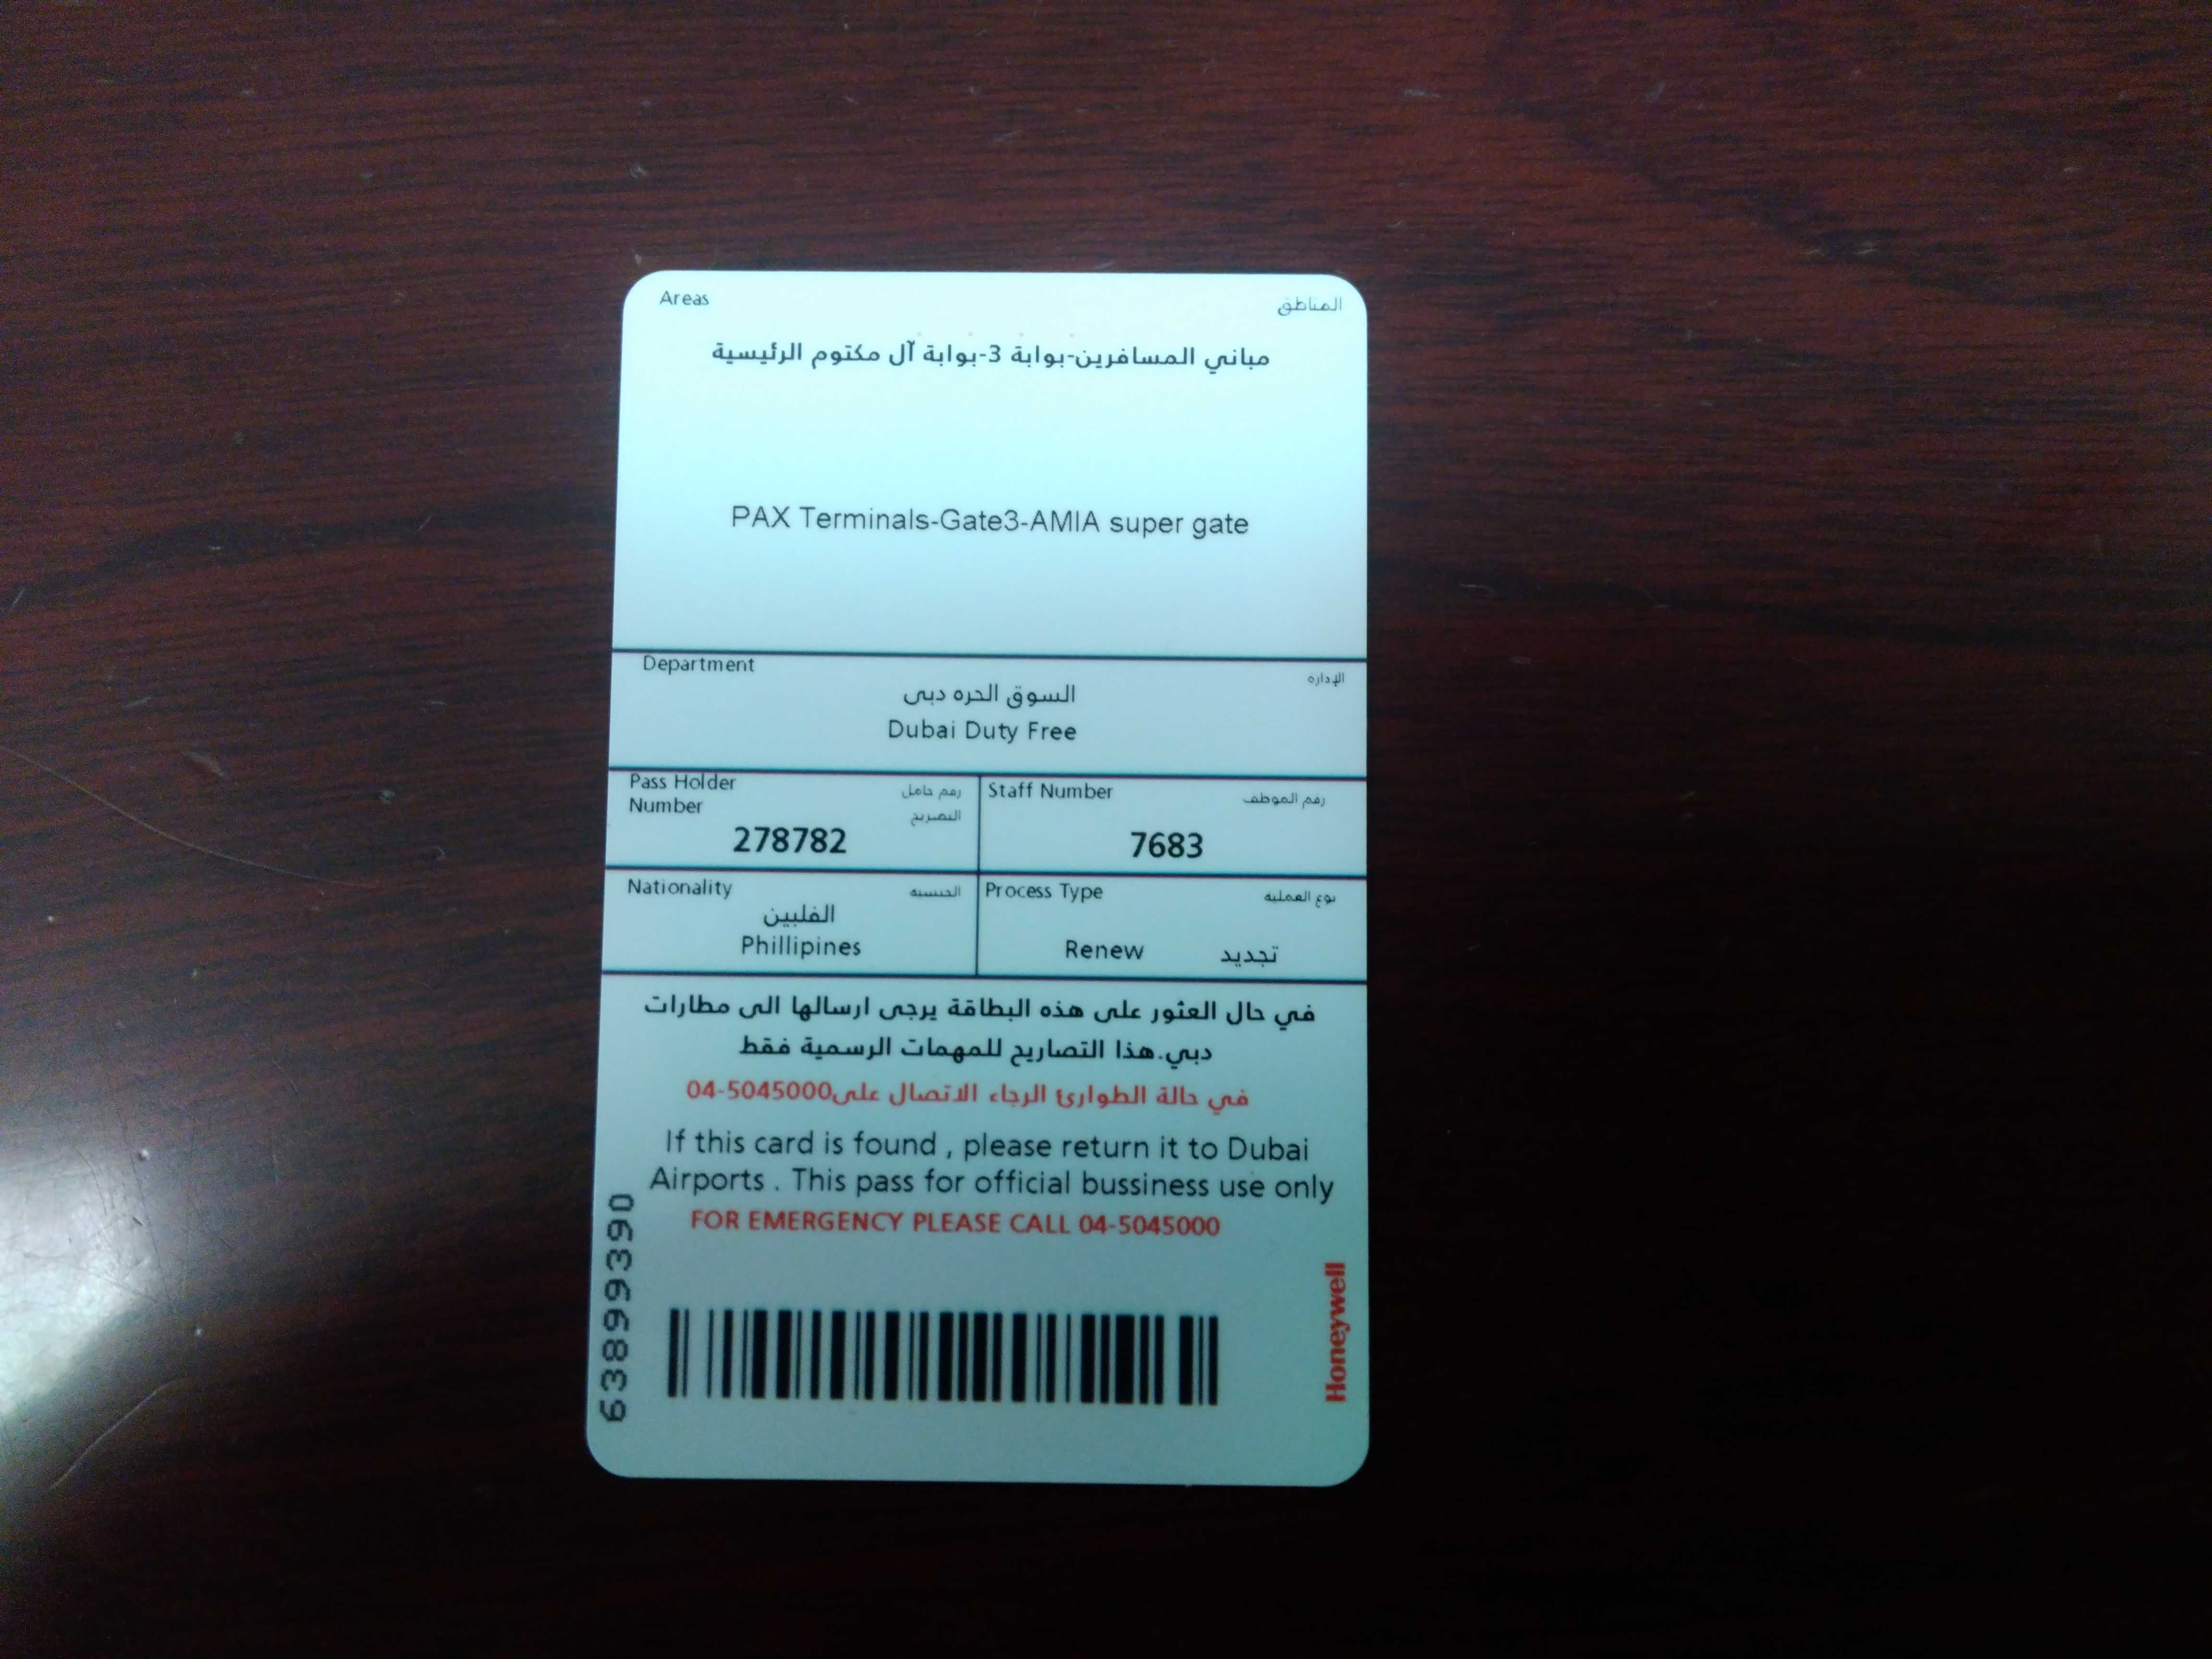 Areas المناطق
مباني المسافرين-بوابة 3-بوابة آل مكتوم الرئيسية
PAX Terminals-Gate3-AMIA super gate
Department الإداره
السوق الحره دبى
Dubai Duty Free
Pass Holder Number رقم حامل التصريح
278782
Staff Number رقم الموظف
7683
Nationality الجنسيه
الفلبين
Phillipines
Process Type نوع العمليه
Renew تجديد
في حال العثور على هذه البطاقة يرجى ارسالها الى مطارات
دبي.هذا التصاريح للمهمات الرسمية فقط
في حالة الطوارئ الرجاء الاتصال على04-5045000
If this card is found , please return it to Dubai
Airports . This pass for official bussiness use only
FOR EMERGENCY PLEASE CALL 04-5045000
638999390
Honeywell